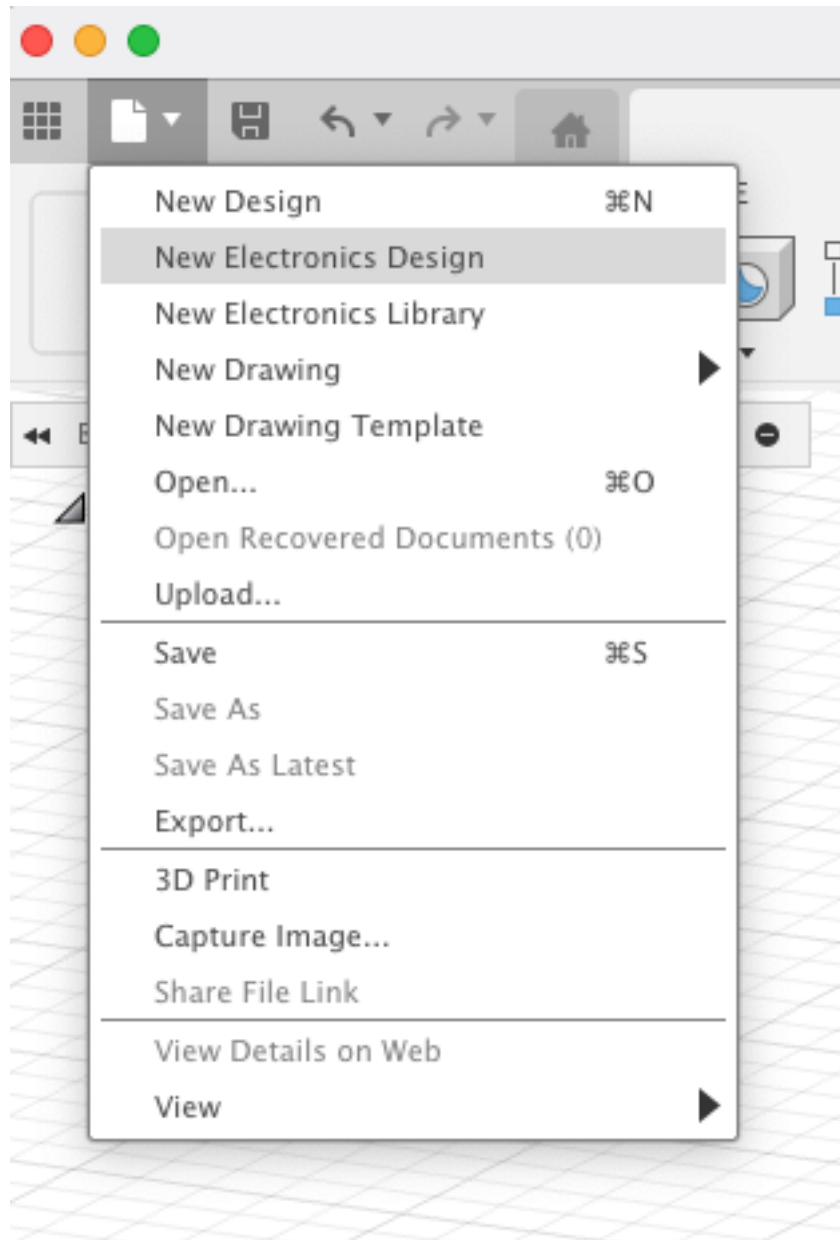 New Design ⌘N
New Electronics Design
New Electronics Library
New Drawing
New Drawing Template
Open... ⌘O
Open Recovered Documents (0)
Upload...
Save ⌘S
Save As
Save As Latest
Export...
3D Print
Capture Image...
Share File Link
View Details on Web
View